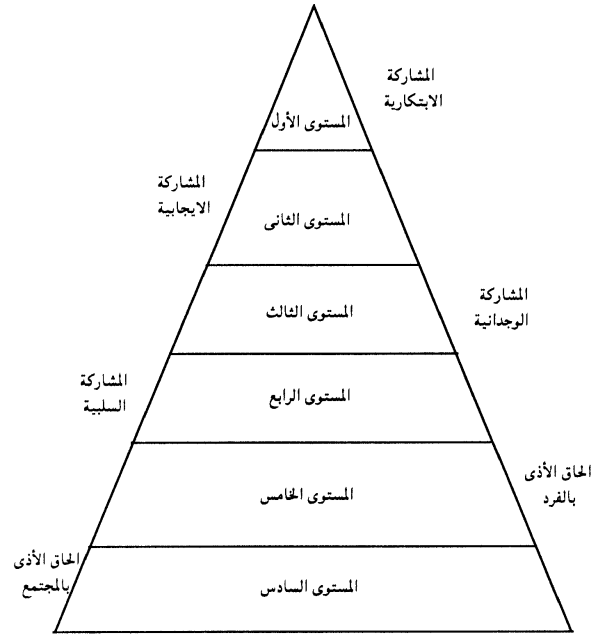 المشاركة
الابتكارية
المستوى الأول
المشاركة
الايجابية
المستوى الثانى
المشاركة
الوجدانية
المستوى الثالث
المشاركة
السلبية
المستوى الرابع
الحاق الأذى
بالفرد
المستوى الخامس
الحاق الأذى
بالمجتمع
المستوى السادس